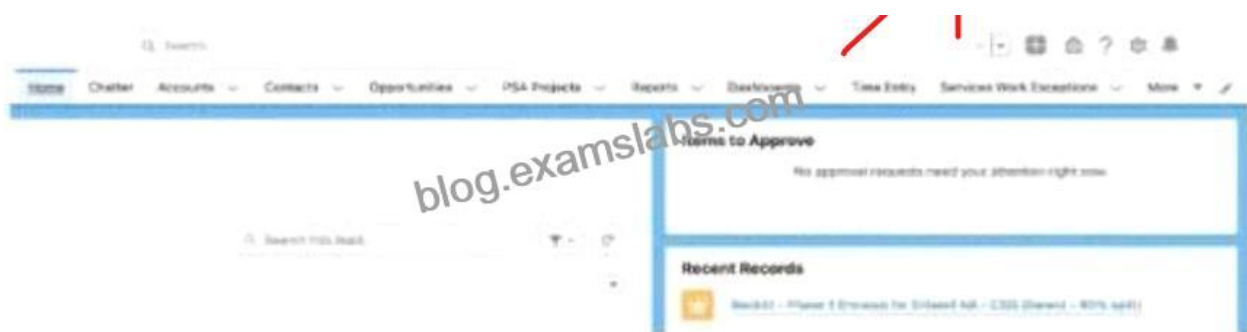 Search
Home Chatter Accounts Contacts Opportunities PSA Projects Reports Dashboards Time Entry Services Work Exceptions More
blog.examslabs.com
Items to Approve
No approval requests need your attention right now
Search this feed
Recent Records